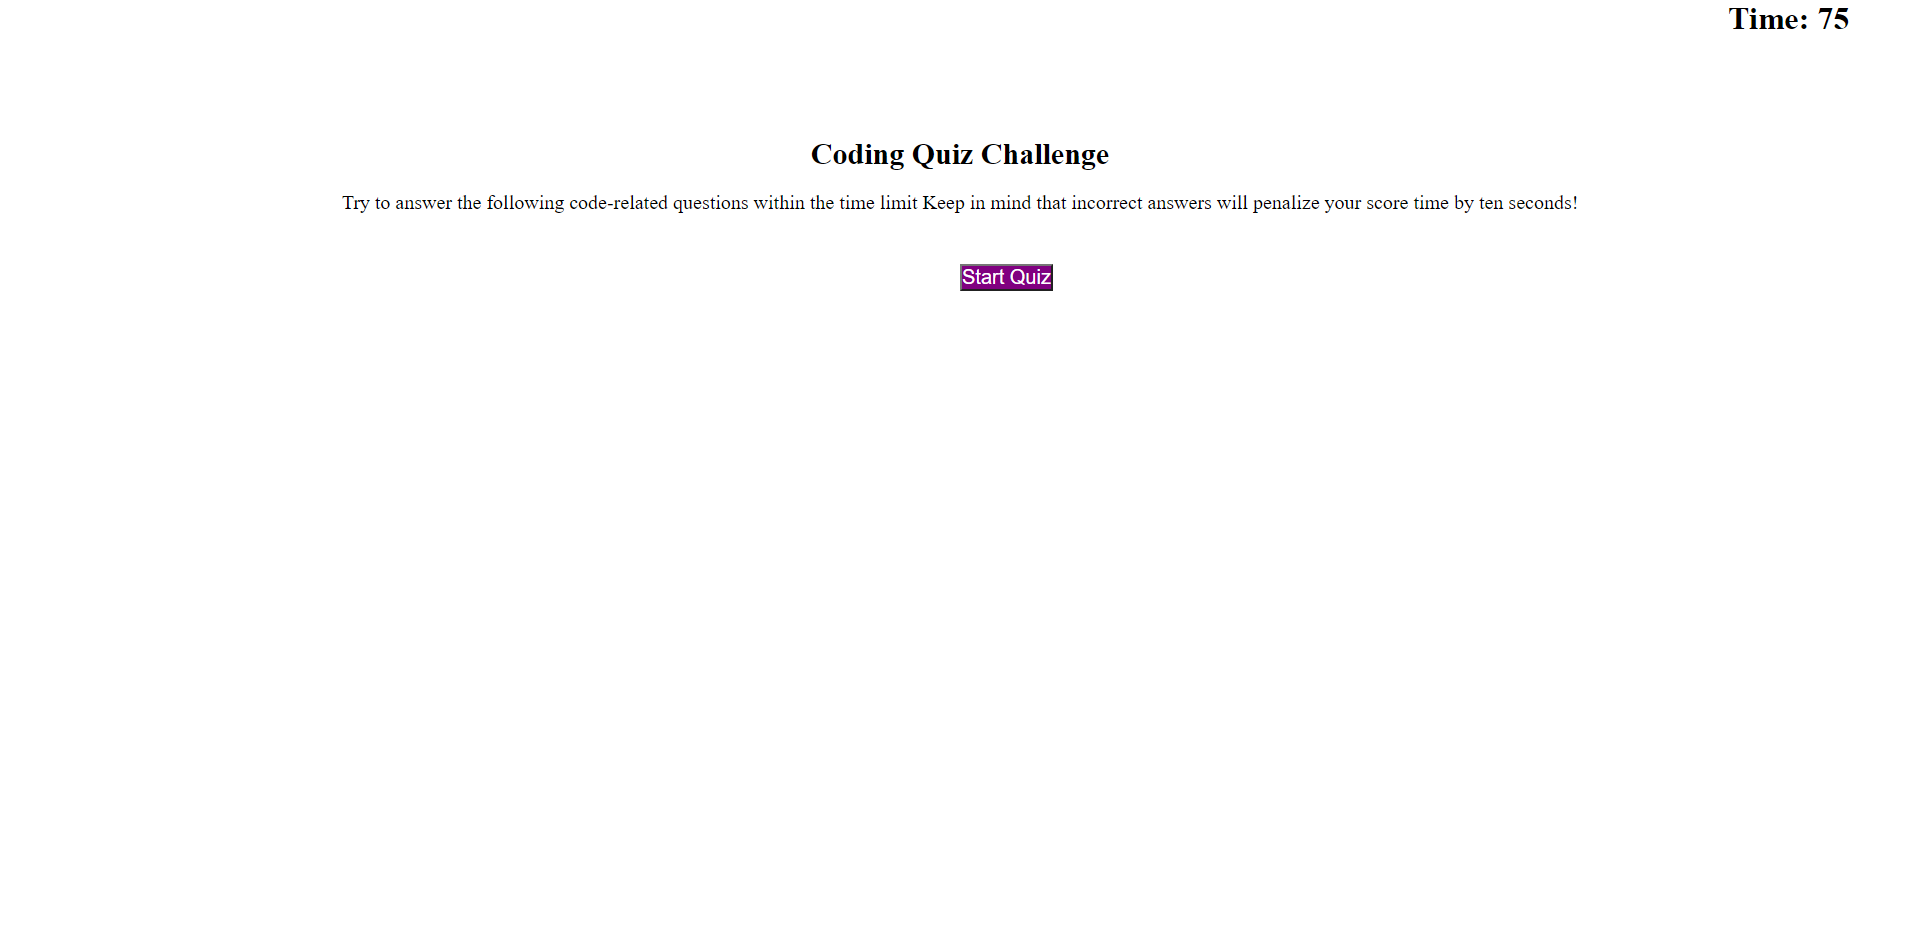 Time: 75
Coding Quiz Challenge
Try to answer the following code-related questions within the time limit Keep in mind that incorrect answers will penalize your score time by ten seconds!
Start Quiz